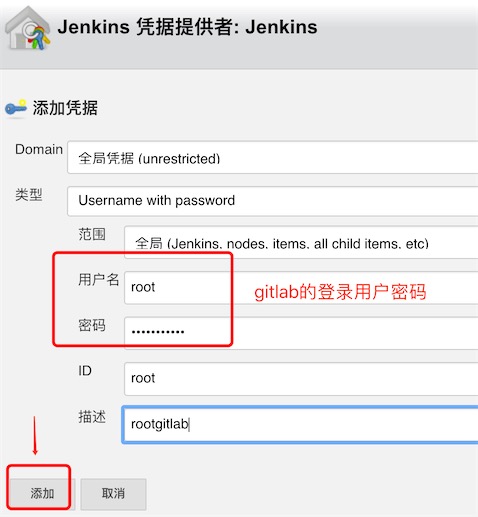 Jenkins 凭据提供者: Jenkins
添加凭据
Domain
全局凭据 (unrestricted)
类型
Username with password
范围
全局 (Jenkins, nodes, items, all child items, etc)
用户名
root
gitlab的登录用户密码
密码
•••••••••••
ID
root
描述
rootgitlab
添加
取消